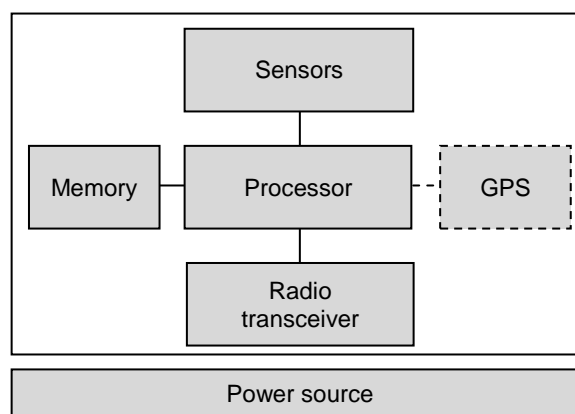 Sensors
Memory
Processor
GPS
Radio
transceiver
Power source